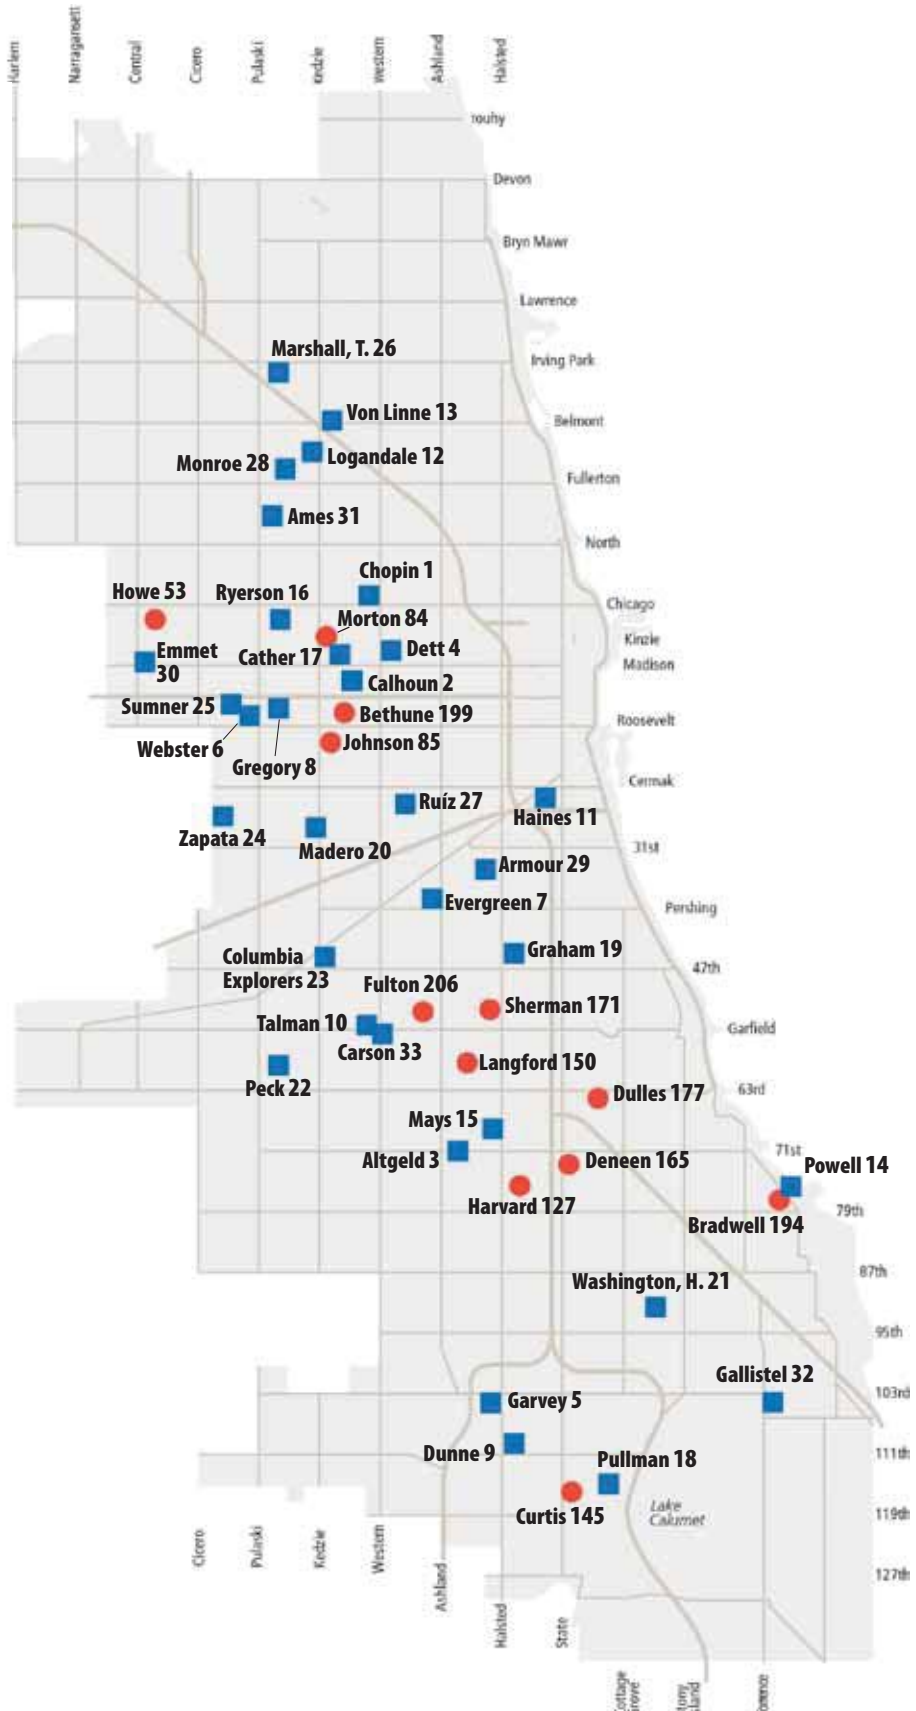 Harlem
Narragansett
Central
Cicero
Pulaski
Kedzie
Western
Ashland
Halsted
Touhy
Devon
Bryn Mawr
Lawrence
Irving Park
Marshall, T. 26
Von Linne 13
Belmont
Logandale 12
Monroe 28
Fullerton
Ames 31
North
Chopin 1
Howe 53
Ryerson 16
Chicago
Morton 84
Kinzie
Emmet
30
Cather 17
Dett 4
Madison
Calhoun 2
Sumner 25
Bethune 199
Roosevelt
Webster 6
Johnson 85
Gregory 8
Cermak
Ruíz 27
Haines 11
Zapata 24
Madero 20
31st
Armour 29
Evergreen 7
Pershing
Graham 19
Columbia
Explorers 23
47th
Fulton 206
Sherman 171
Talman 10
Garfield
Carson 33
Langford 150
Peck 22
63rd
Dulles 177
Mays 15
71st
Altgeld 3
Deneen 165
Powell 14
Harvard 127
79th
Bradwell 194
87th
Washington, H. 21
95th
Gallistel 32
103rd
Garvey 5
Dunne 9
111th
Pullman 18
Curtis 145
Lake
Calumet
119th
Cicero
Pulaski
Kedzie
Western
Ashland
127th
Halsted
State